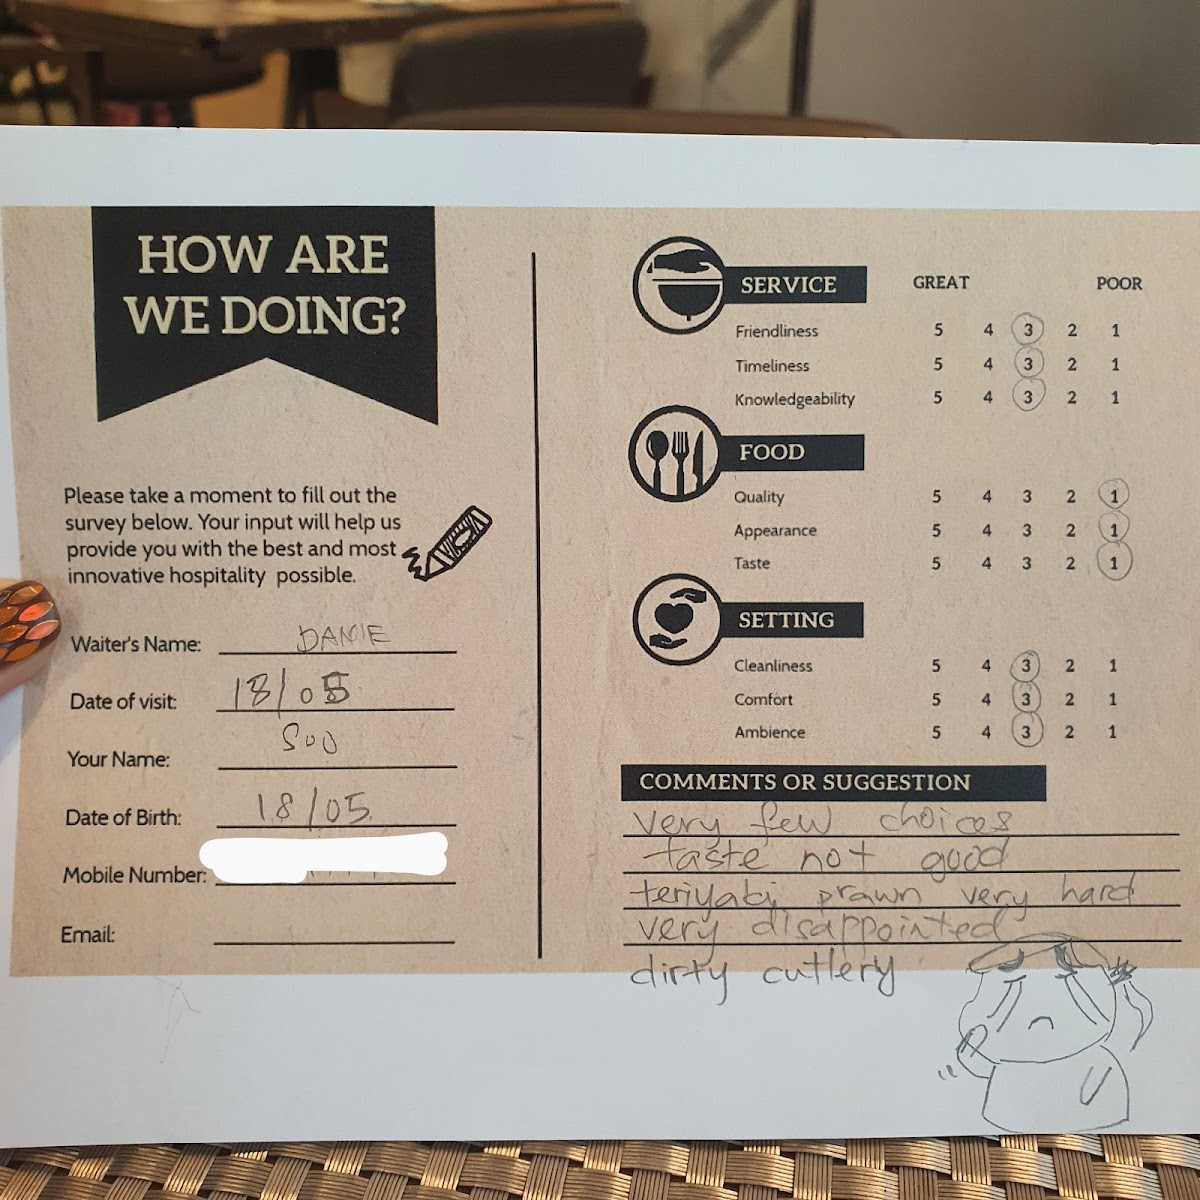 HOW ARE
WE DOING?
Please take a moment to fill out the
survey below. Your input will help us
provide you with the best and most
innovative hospitality possible.
Waiter's Name: DANIE
Date of visit: 18/05
Your Name: Soo
Date of Birth: 18/05
Mobile Number:
Email:
SERVICE GREAT POOR
Friendliness 5 4 3 2 1
Timeliness 5 4 3 2 1
Knowledgeability 5 4 3 2 1
FOOD
Quality 5 4 3 2 1
Appearance 5 4 3 2 1
Taste 5 4 3 2 1
SETTING
Cleanliness 5 4 3 2 1
Comfort 5 4 3 2 1
Ambience 5 4 3 2 1
COMMENTS OR SUGGESTION
very few choices
taste not good
teriyaki prawn very hard
very disappointed
dirty cutlery